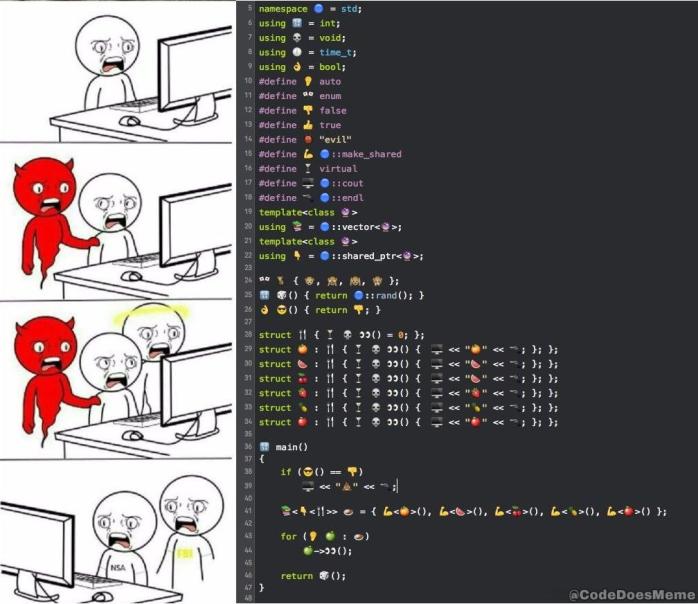 5 namespace 🔵 = std;
6 using 🔢 = int;
7 using 💀 = void;
8 using 🕛 = time_t;
9 using 👌 = bool;
10 #define auto
11 #define enum
12 #define 👎 false
13 #define 👍 true
14 #define "evil"
15 #define 💪 🔵::make_shared
16 #define 🍸 virtual
17 #define 🖥 🔵::cout
18 #define 🔫 🔵::endl
19 template<class 🔮>
20 using 📚 = 🔵::vector<🔮>;
21 template<class 🔮>
22 using 👇 = 🔵::shared_ptr<🔮>;
23
24 { 🐵, 🙉, 🙉, 🙊 };
25 🔢 🎲() { return 🔵::rand(); }
26 👌 😎() { return 👎; }
27
28 struct 🍴 { 🍸 💀 👀() = 0; };
29 struct 🍊 : 🍴 { 🍸 💀 👀() { 🖥 << "🍊" << 🔫; }; };
30 struct 🍉 : 🍴 { 🍸 💀 👀() { 🖥 << "🍉" << 🔫; }; };
31 struct 🍒 : 🍴 { 🍸 💀 👀() { 🖥 << "🍉" << 🔫; }; };
32 struct 🍓 : 🍴 { 🍸 💀 👀() { 🖥 << "🍓" << 🔫; }; };
33 struct 🍍 : 🍴 { 🍸 💀 👀() { 🖥 << "🍍" << 🔫; }; };
34 struct 🍎 : 🍴 { 🍸 💀 👀() { 🖥 << "🍎" << 🔫; }; };
35
36 🔢 main()
37 {
38 if (😎() == 👎)
39 🖥 << "💩" << 🔫;
40
41 📚<👇<🍴>> = { 💪<🍊>(), 💪<🍉>(), 💪<🍒>(), 💪<🍍>(), 💪<🍎>() };
42
43 for ( 🍏 : )
44 🍏->👀();
45
46 return 🎲();
47 }
48
NSA
FBI
@CodeDoesMeme